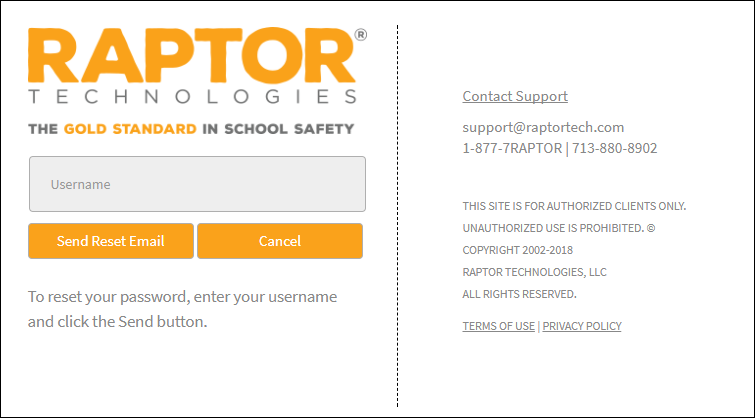 RAPTOR®
TECHNOLOGIES
THE GOLD STANDARD IN SCHOOL SAFETY
Username
Send Reset Email
Cancel
To reset your password, enter your username
and click the Send button.
Contact Support
support@raptortech.com
1-877-7RAPTOR | 713-880-8902
THIS SITE IS FOR AUTHORIZED CLIENTS ONLY.
UNAUTHORIZED USE IS PROHIBITED. ©
COPYRIGHT 2002-2018
RAPTOR TECHNOLOGIES, LLC
ALL RIGHTS RESERVED.
TERMS OF USE | PRIVACY POLICY